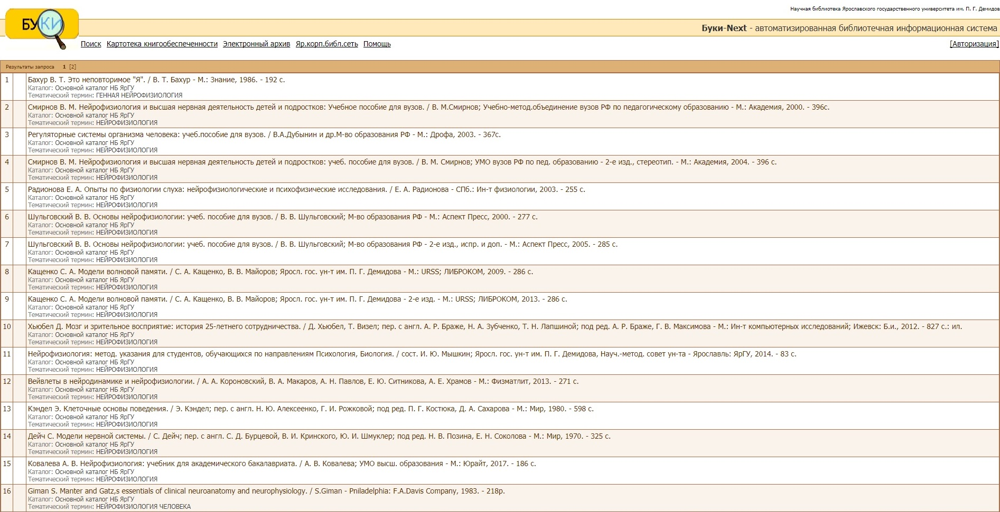 Научная библиотека Ярославского государственного университета им. П. Г. Демидов
БУКИ
Буки-Next - автоматизированная библиотечная информационная система
Поиск Картотека книгообеспеченности Электронный архив Яр.корп.библ.сеть Помощь [Авторизация]
Результаты запроса 1 [2]
1 Бахур В. Т. Это неповторимое "Я". / В. Т. Бахур - М.: Знание, 1986. - 192 с.
Каталог: Основной каталог НБ ЯрГУ
Тематический термин: ГЕННАЯ НЕЙРОФИЗИОЛОГИЯ
2 Смирнов В. М. Нейрофизиология и высшая нервная деятельность детей и подростков: Учебное пособие для вузов. / В. М.Смирнов; Учебно-метод.объединение вузов РФ по педагогическому образованию - М.: Академия, 2000. - 396с.
Каталог: Основной каталог НБ ЯрГУ
Тематический термин: НЕЙРОФИЗИОЛОГИЯ
3 Регуляторные системы организма человека: учеб.пособие для вузов. / В.А.Дубынин и др.М-во образования РФ - М.: Дрофа, 2003. - 367с.
Каталог: Основной каталог НБ ЯрГУ
Тематический термин: НЕЙРОФИЗИОЛОГИЯ
4 Смирнов В. М. Нейрофизиология и высшая нервная деятельность детей и подростков: учеб. пособие для вузов. / В. М. Смирнов; УМО вузов РФ по пед. образованию - 2-е изд., стереотип. - М.: Академия, 2004. - 396 с.
Каталог: Основной каталог НБ ЯрГУ
Тематический термин: НЕЙРОФИЗИОЛОГИЯ
5 Радионова Е. А. Опыты по физиологии слуха: нейрофизиологические и психофизические исследования. / Е. А. Радионова - СПб.: Ин-т физиологии, 2003. - 255 с.
Каталог: Основной каталог НБ ЯрГУ
Тематический термин: НЕЙРОФИЗИОЛОГИЯ
6 Шульговский В. В. Основы нейрофизиологии: учеб. пособие для вузов. / В. В. Шульговский; М-во образования РФ - М.: Аспект Пресс, 2000. - 277 с.
Каталог: Основной каталог НБ ЯрГУ
Тематический термин: НЕЙРОФИЗИОЛОГИЯ
7 Шульговский В. В. Основы нейрофизиологии: учеб. пособие для вузов. / В. В. Шульговский; М-во образования РФ - 2-е изд., испр. и доп. - М.: Аспект Пресс, 2005. - 285 с.
Каталог: Основной каталог НБ ЯрГУ
Тематический термин: НЕЙРОФИЗИОЛОГИЯ
8 Кащенко С. А. Модели волновой памяти. / С. А. Кащенко, В. В. Майоров; Яросл. гос. ун-т им. П. Г. Демидова - М.: URSS; ЛИБРОКОМ, 2009. - 286 с.
Каталог: Основной каталог НБ ЯрГУ
Тематический термин: НЕЙРОФИЗИОЛОГИЯ
9 Кащенко С. А. Модели волновой памяти. / С. А. Кащенко, В. В. Майоров; Яросл. гос. ун-т им. П. Г. Демидова - 2-е изд. - М.: URSS; ЛИБРОКОМ, 2013. - 286 с.
Каталог: Основной каталог НБ ЯрГУ
Тематический термин: НЕЙРОФИЗИОЛОГИЯ
10 Хьюбел Д. Мозг и зрительное восприятие: история 25-летнего сотрудничества. / Д. Хьюбел, Т. Визел; пер. с англ. А. Р. Браже, Н. А. Зубченко, Т. Н. Лапшиной; под ред. А. Р. Браже, Г. В. Максимова - М.: Ин-т компьютерных исследований; Ижевск: Б.и., 2012. - 827 с.: ил.
Каталог: Основной каталог НБ ЯрГУ
Тематический термин: НЕЙРОФИЗИОЛОГИЯ
11 Нейрофизиология: метод. указания для студентов, обучающихся по направлениям Психология, Биология. / сост. И. Ю. Мышкин; Яросл. гос. ун-т им. П. Г. Демидова, Науч.-метод. совет ун-та - Ярославль: ЯрГУ, 2014. - 83 с.
Каталог: Основной каталог НБ ЯрГУ
Тематический термин: НЕЙРОФИЗИОЛОГИЯ
12 Вейвлеты в нейродинамике и нейрофизиологии. / А. А. Короновский, В. А. Макаров, А. Н. Павлов, Е. Ю. Ситникова, А. Е. Храмов - М.: Физматлит, 2013. - 271 с.
Каталог: Основной каталог НБ ЯрГУ
Тематический термин: НЕЙРОФИЗИОЛОГИЯ
13 Кэндел Э. Клеточные основы поведения. / Э. Кэндел; пер. с англ. Н. Ю. Алексеенко, Г. И. Рожковой; под ред. П. Г. Костюка, Д. А. Сахарова - М.: Мир, 1980. - 598 с.
Каталог: Основной каталог НБ ЯрГУ
Тематический термин: НЕЙРОФИЗИОЛОГИЯ
14 Дейч С. Модели нервной системы. / С. Дейч; пер. с англ. С. Д. Бурцевой, В. И. Кринского, Ю. И. Шмуклер; под ред. Н. В. Позина, Е. Н. Соколова - М.: Мир, 1970. - 325 с.
Каталог: Основной каталог НБ ЯрГУ
Тематический термин: НЕЙРОФИЗИОЛОГИЯ
15 Ковалева А. В. Нейрофизиология: учебник для академического бакалавриата. / А. В. Ковалева; УМО высш. образования - М.: Юрайт, 2017. - 186 с.
Каталог: Основной каталог НБ ЯрГУ
Тематический термин: НЕЙРОФИЗИОЛОГИЯ
16 Giman S. Manter and Gatz,s essentials of clinical neuroanatomy and neurophysiology. / S.Giman - Pniladelphia: F.A.Davis Company, 1983. - 218p.
Каталог: Основной каталог НБ ЯрГУ
Тематический термин: НЕЙРОФИЗИОЛОГИЯ ЧЕЛОВЕКА